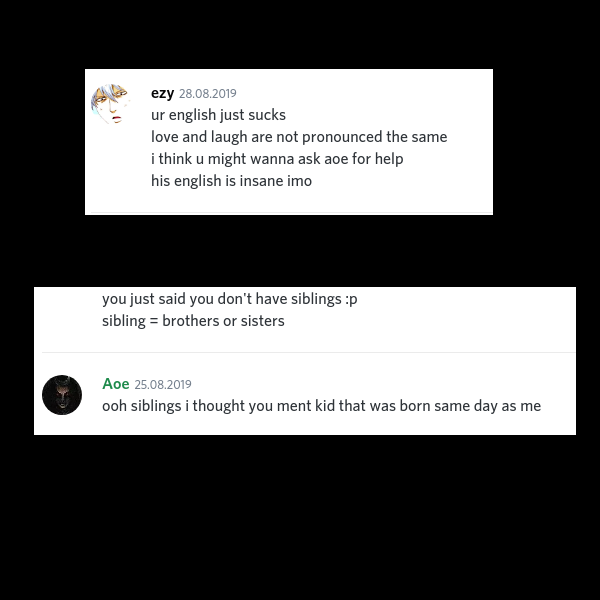 ezy 28.08.2019
ur english just sucks
love and laugh are not pronounced the same
i think u might wanna ask aoe for help
his english is insane imo
you just said you don't have siblings :p
sibling = brothers or sisters
Aoe 25.08.2019
ooh siblings i thought you ment kid that was born same day as me